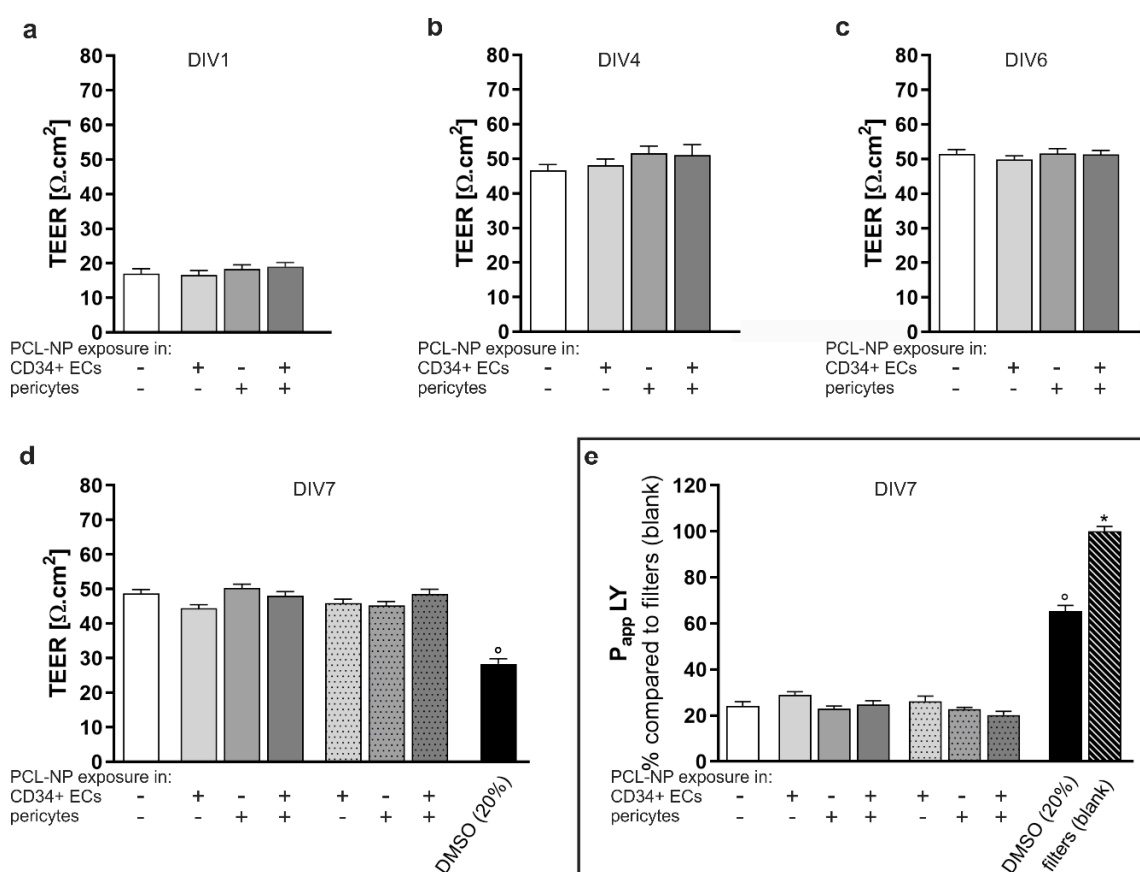 a
DIV1
TEER [Ω.cm²]
80
70
60
50
40
30
20
10
0
PCL-NP exposure in:
CD34+ ECs - + - +
pericytes - - + +
b
DIV4
TEER [Ω.cm²]
80
70
60
50
40
30
20
10
0
PCL-NP exposure in:
CD34+ ECs - + - +
pericytes - - + +
c
DIV6
TEER [Ω.cm²]
80
70
60
50
40
30
20
10
0
PCL-NP exposure in:
CD34+ ECs - + - +
pericytes - - + +
d
DIV7
TEER [Ω.cm²]
80
70
60
50
40
30
20
10
0
°
PCL-NP exposure in:
CD34+ ECs - + - + + - +
pericytes - - + + - + +
DMSO (20%)
e
DIV7
Papp LY
% compared to filters (blank)
120
100
80
60
40
20
0
°
*
PCL-NP exposure in:
CD34+ ECs - + - + + - +
pericytes - - + + - + +
DMSO (20%)
filters (blank)